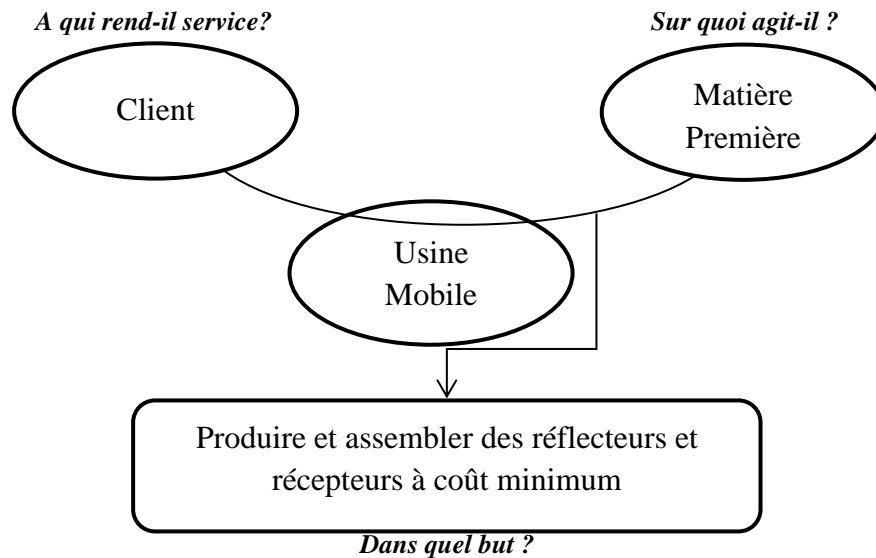 A qui rend-il service?
Sur quoi agit-il ?
Client
Matière
Première
Usine
Mobile
Produire et assembler des réflecteurs et
récepteurs à coût minimum
Dans quel but ?